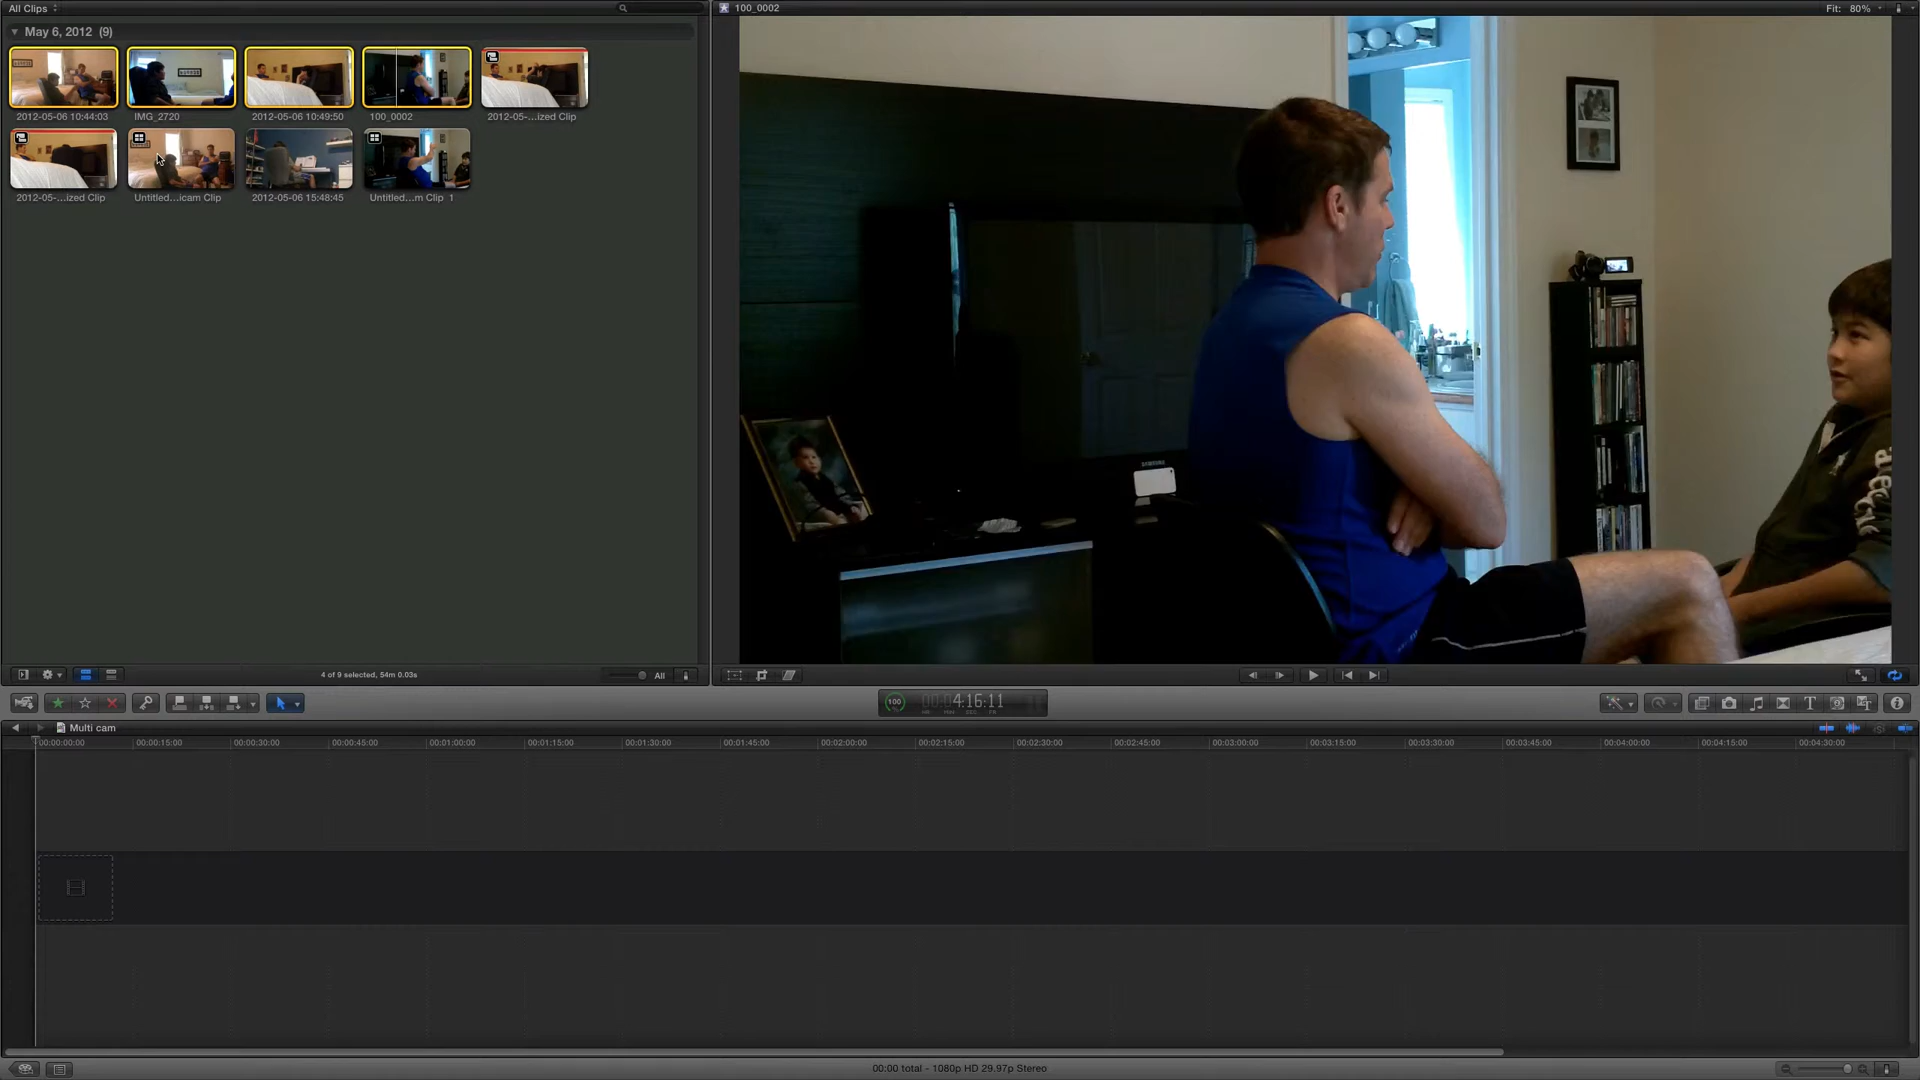 All Clips
100_0002
Fit: 80%
May 6, 2012 (9)
2012-05-06 10:44:03
IMG_2720
2012-05-06 10:49:50
100_0002
2012-05-...ized Clip
2012-05-...ized Clip
Untitled...icam Clip
2012-05-06 15:48:45
Untitled...m Clip 1
SAMSUNG
4 of 9 selected, 54m 0.03s
All
100
00:00:4:16:11
Multi cam
00:00:00:00
00:00:15:00
00:00:30:00
00:00:45:00
00:01:00:00
00:01:15:00
00:01:30:00
00:01:45:00
00:02:00:00
00:02:15:00
00:02:30:00
00:02:45:00
00:03:00:00
00:03:15:00
00:03:30:00
00:03:45:00
00:04:00:00
00:04:15:00
00:04:30:00
00:00 total - 1080p HD 29.97p Stereo